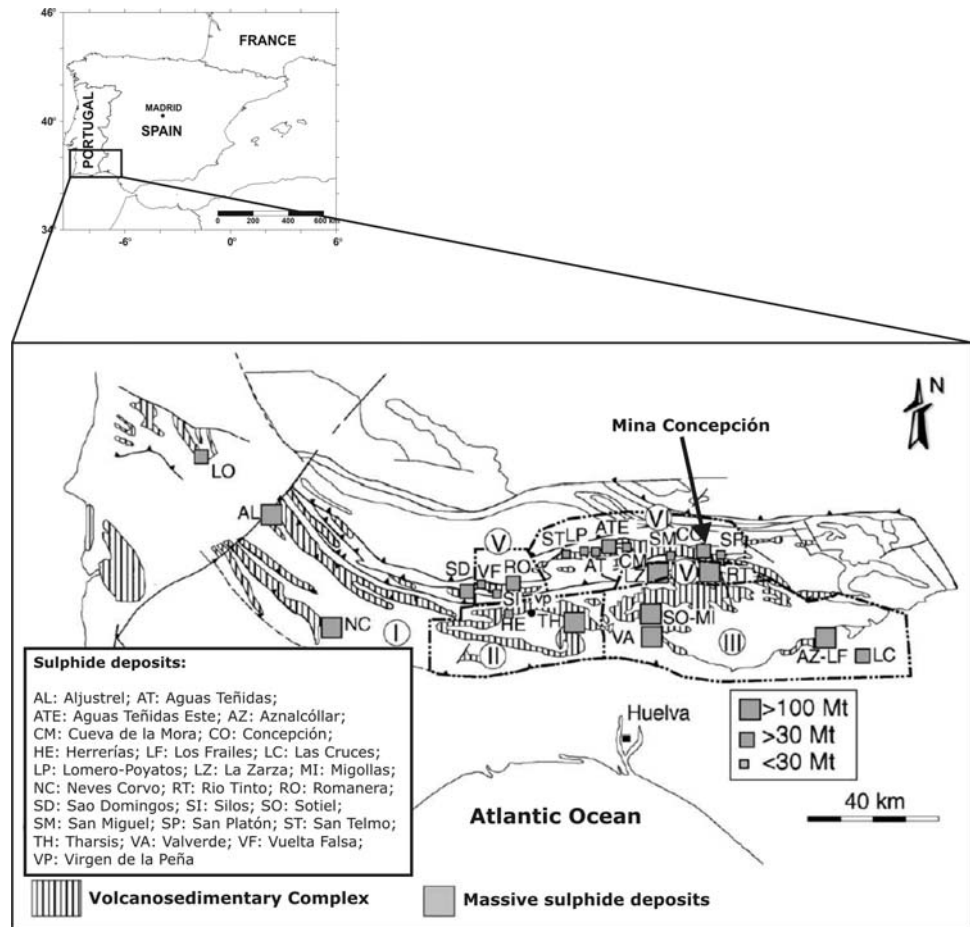 46°
FRANCE
PORTUGAL
MADRID
40°
SPAIN
34°
0 200 400 600 km
-6° 0° 6°
N
Mina Concepción
LO
AL
V
V
ATE
ST LP
SM CO
SP
AT
CM
LZ
V
RT
SD VF RO
SI
VP
HE
TH
SO-MI
VA
NC
I
II
III
AZ-LF
LC
Sulphide deposits:
AL: Aljustrel; AT: Aguas Teñidas;
ATE: Aguas Teñidas Este; AZ: Aznalcóllar;
CM: Cueva de la Mora; CO: Concepción;
HE: Herrerías; LF: Los Frailes; LC: Las Cruces;
LP: Lomero-Poyatos; LZ: La Zarza; MI: Migollas;
NC: Neves Corvo; RT: Rio Tinto; RO: Romanera;
SD: Sao Domingos; SI: Silos; SO: Sotiel;
SM: San Miguel; SP: San Platón; ST: San Telmo;
TH: Tharsis; VA: Valverde; VF: Vuelta Falsa;
VP: Virgen de la Peña
Huelva
>100 Mt
>30 Mt
<30 Mt
Atlantic Ocean
40 km
Volcanosedimentary Complex
Massive sulphide deposits